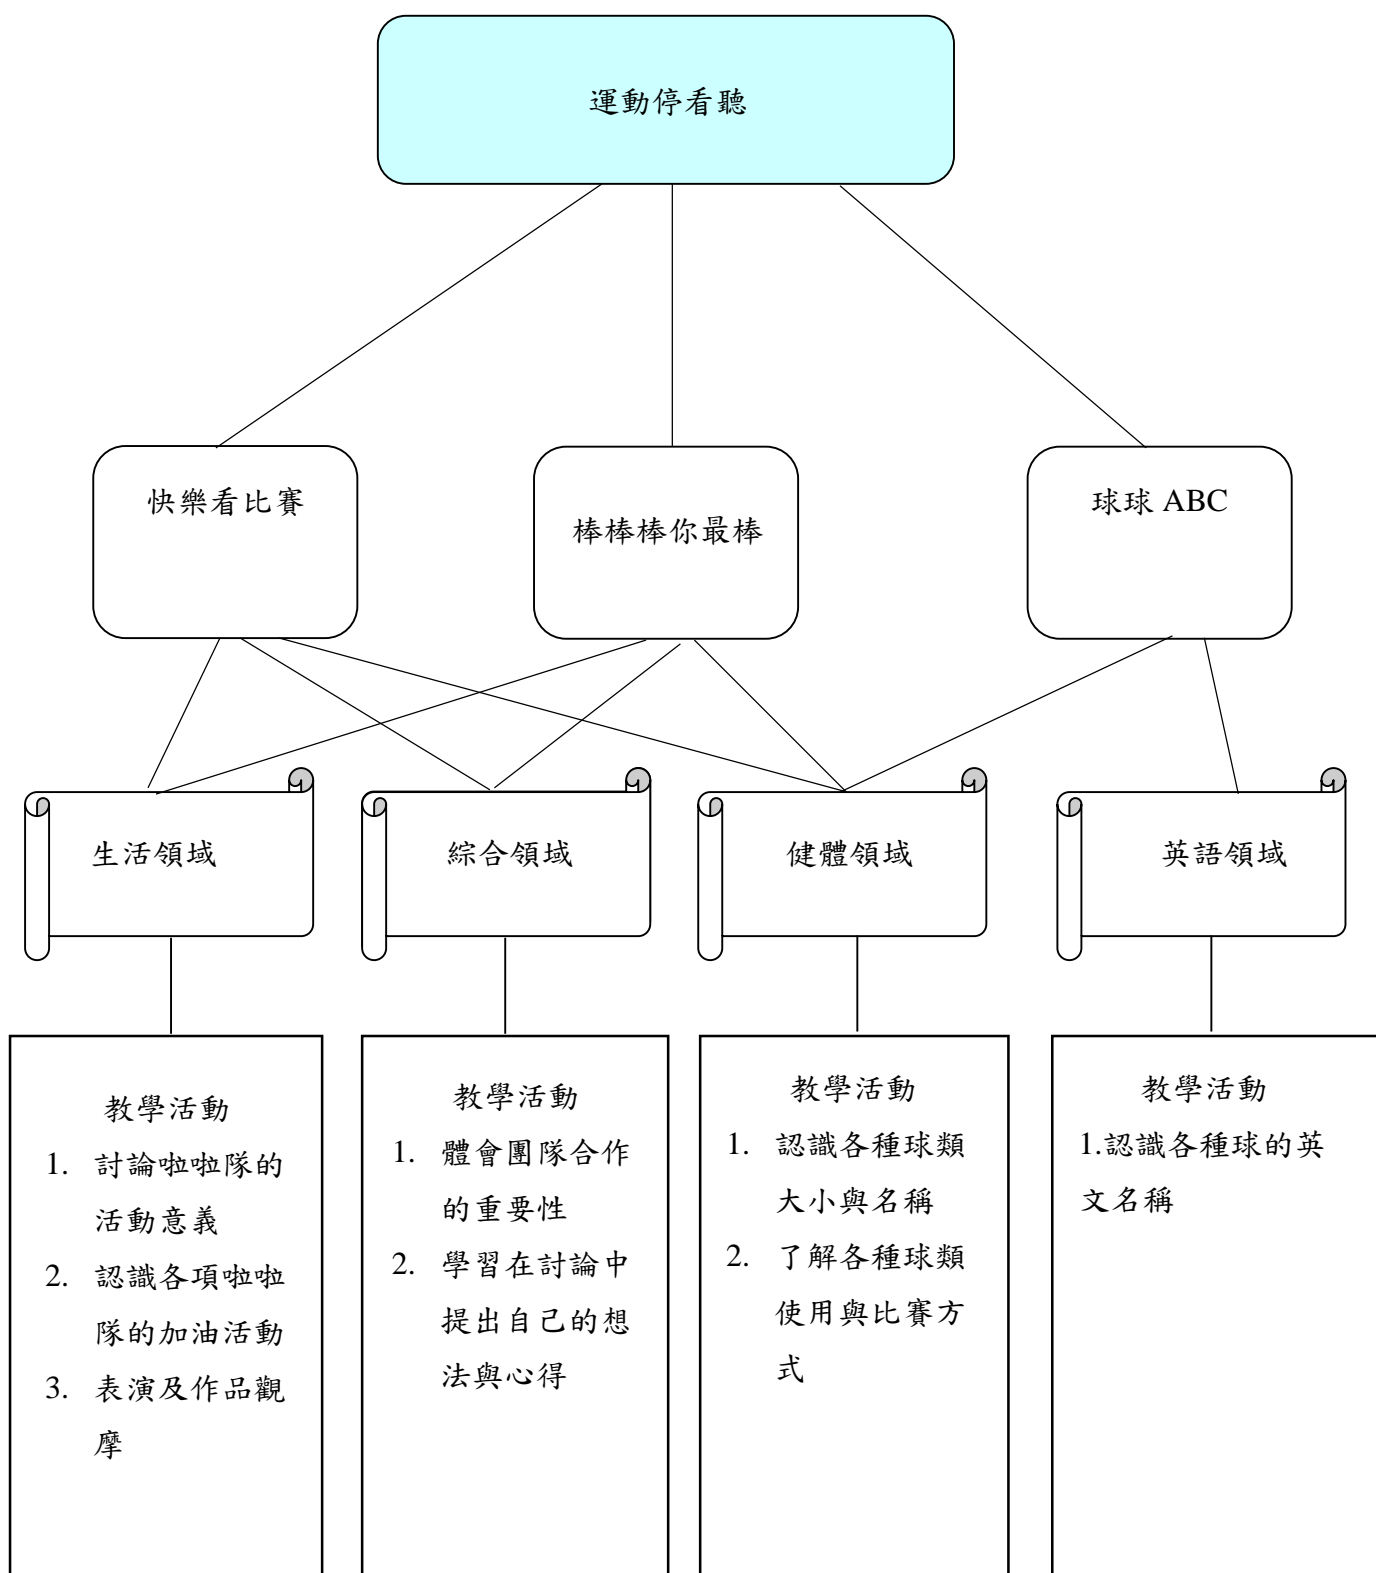 運動停看聽
快樂看比賽
棒棒棒你最棒
球球 ABC
生活領域
綜合領域
健體領域
英語領域
教學活動
1. 討論啦啦隊的
活動意義
2. 認識各項啦啦
隊的加油活動
3. 表演及作品觀
摩
教學活動
1. 體會團隊合作
的重要性
2. 學習在討論中
提出自己的想
法與心得
教學活動
1. 認識各種球類
大小與名稱
2. 了解各種球類
使用與比賽方
式
教學活動
1.認識各種球的英
文名稱